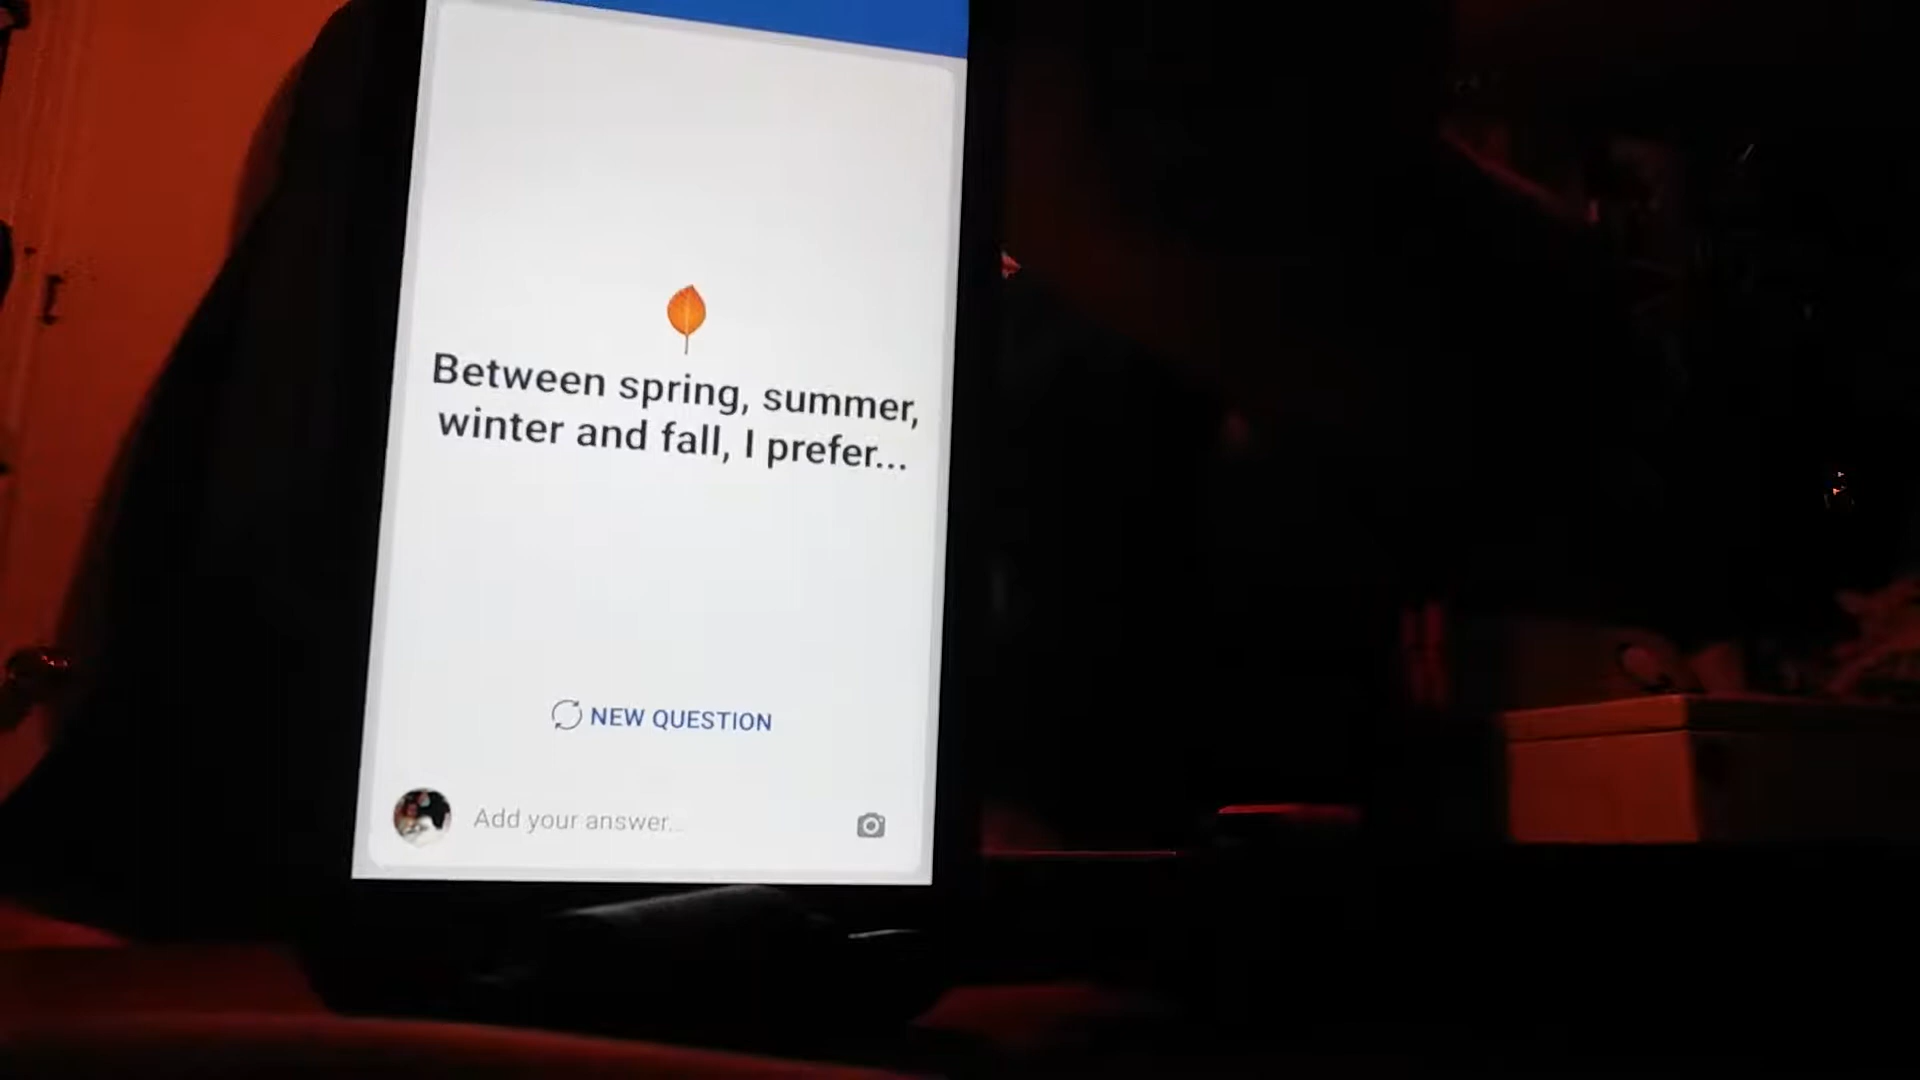 Between spring, summer,
winter and fall, I prefer...
NEW QUESTION
Add your answer...